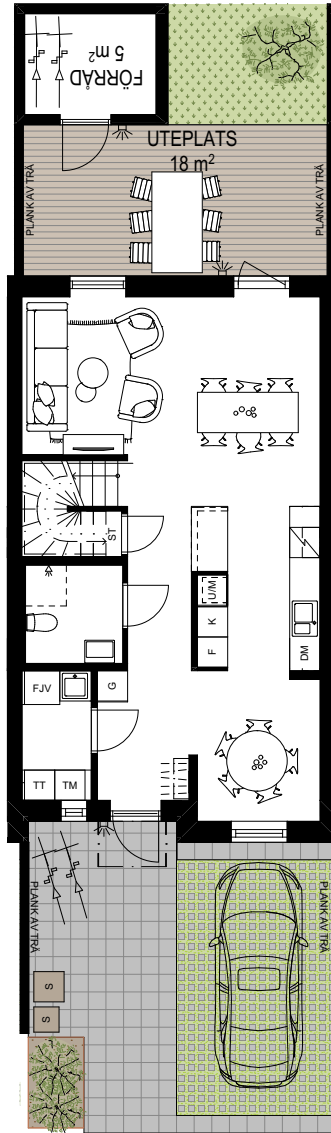 FÖRRÅD
5 m²
UTEPLATS
18 m²
PLANK AV TRÄ
PLANK AV TRÄ
ST
U/M
K
F
DM
G
FJV
TT
TM
PLANK AV TRÄ
PLANK AV TRÄ
S
S